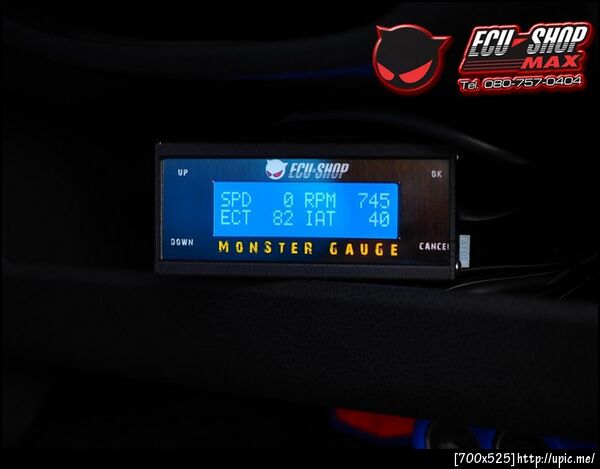 ECU-SHOP
MAX
Tel. 080-757-0404
ECU-SHOP
UP
OK
SPD 0 RPM 745
ECT 82 IAT 40
DOWN
CANCEL
MONSTER GAUGE
[700x525]http://upic.me/